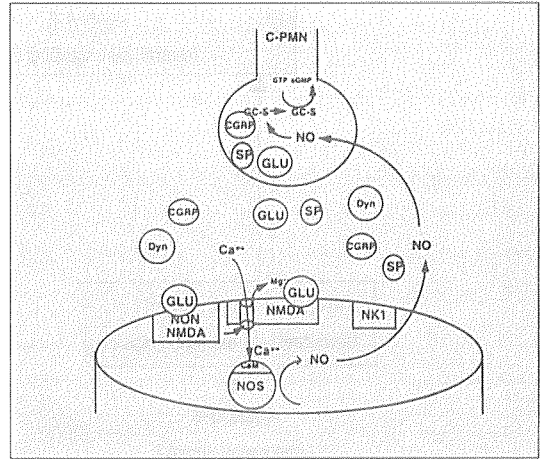 C-PMN
GTP cGMP
GC-S GC-S
CGRP
NO
SP
GLU
CGRP
GLU
SP
Dyn
Dyn
CGRP
NO
SP
Ca++
Mg
GLU
GLU
NON
NMDA
NMDA
NK1
Ca++
CaM
NO
NOS